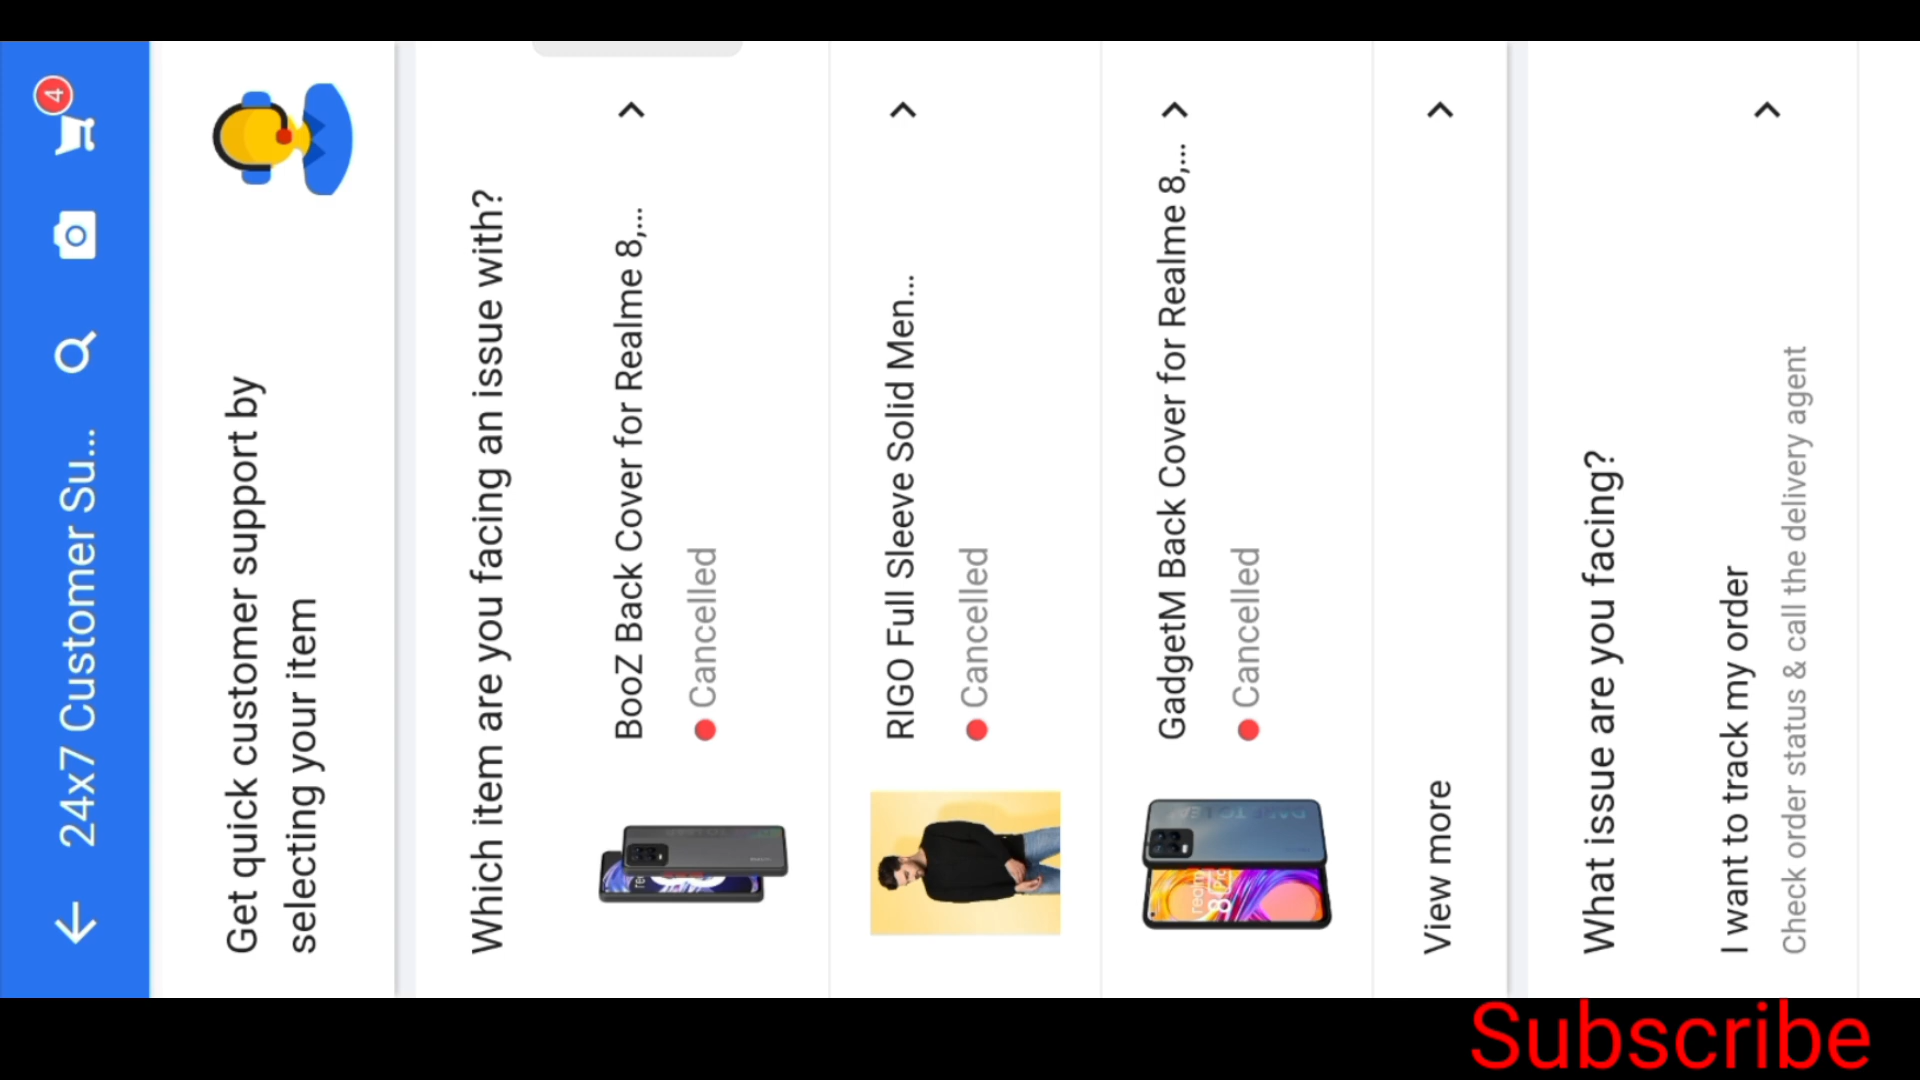 24x7 Customer Su...
4
Get quick customer support by
selecting your item
Which item are you facing an issue with?
BooZ Back Cover for Realme 8,...
Cancelled
RIGO Full Sleeve Solid Men...
Cancelled
GadgetM Back Cover for Realme 8,...
Cancelled
View more
What issue are you facing?
I want to track my order
Check order status & call the delivery agent
Subscribe